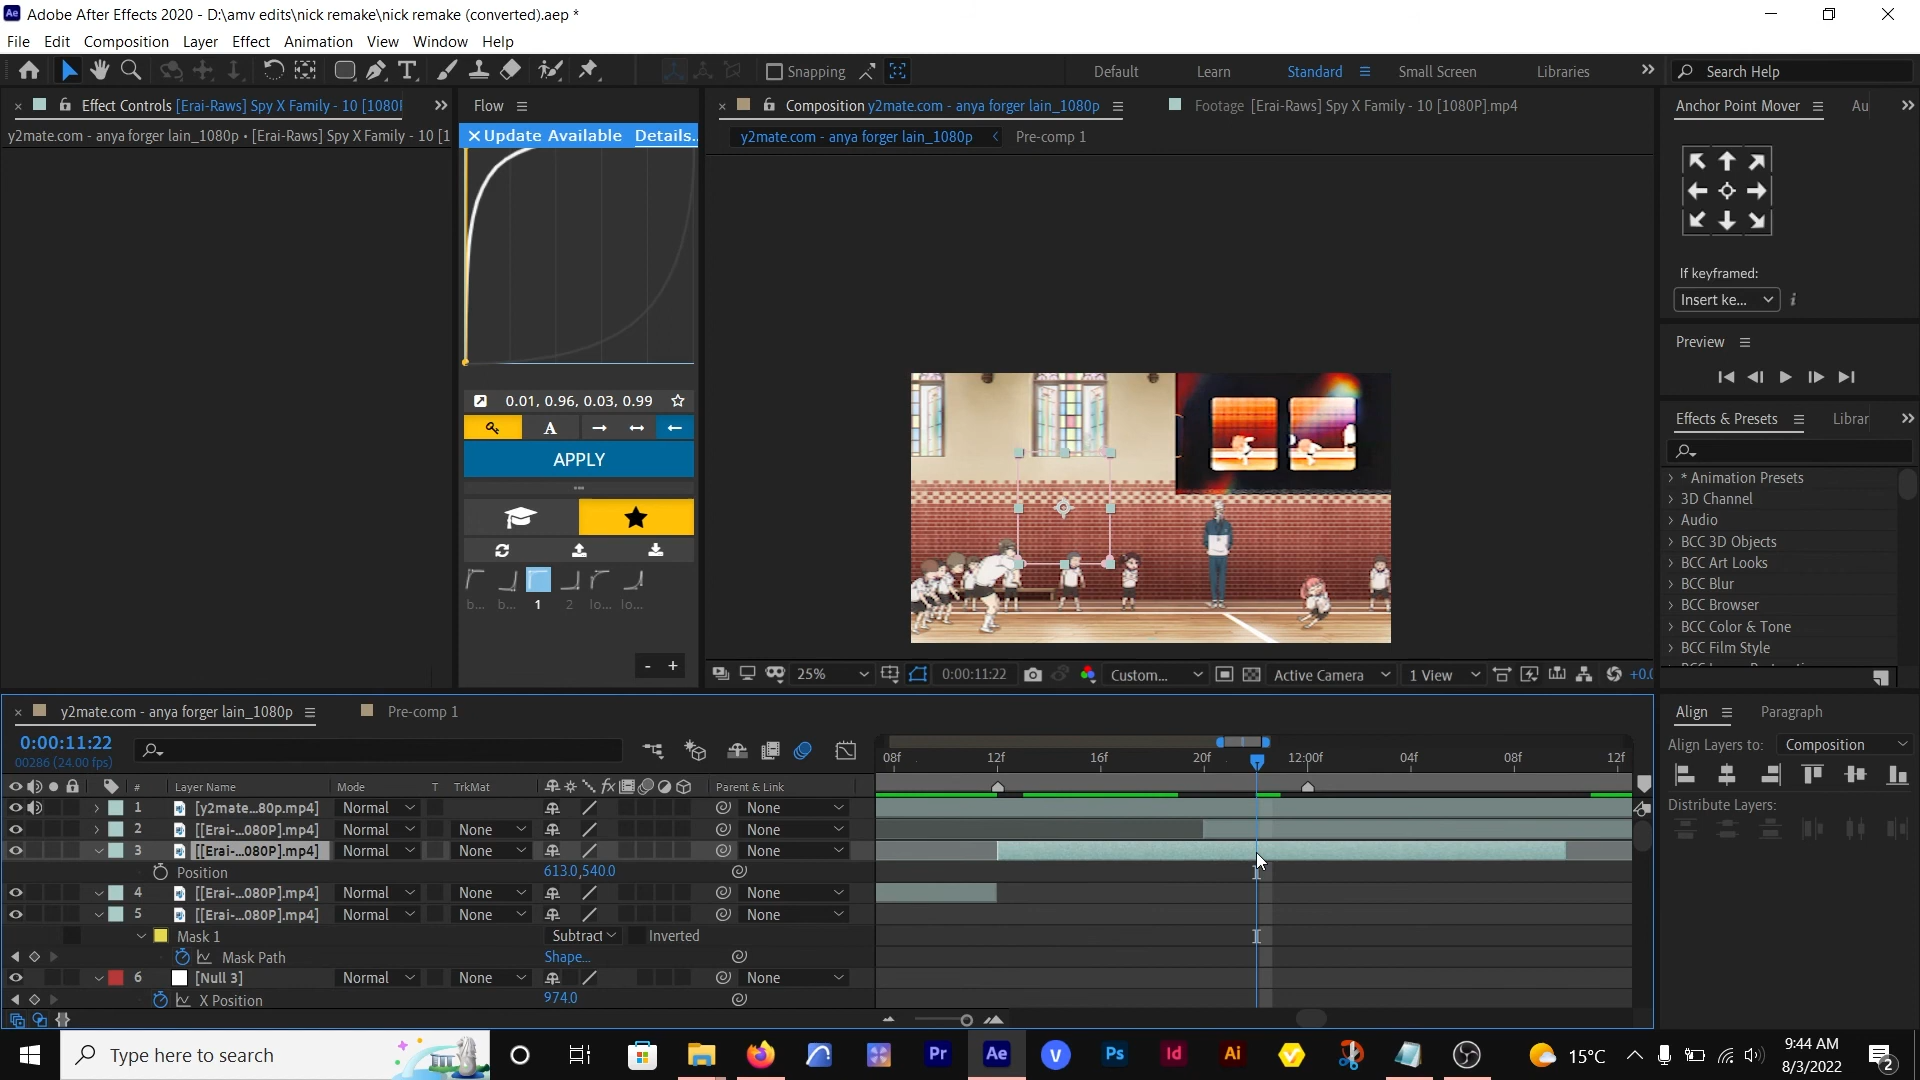 Adobe After Effects 2020 - D:\amv edits\nick remake\nick remake (converted).aep *
File Edit Composition Layer Effect Animation View Window Help
Snapping
Default Learn Standard Small Screen Libraries Search Help
Effect Controls [Erai-Raws] Spy X Family - 10 [1080
Flow
Composition y2mate.com - anya forger lain_1080p
Footage [Erai-Raws] Spy X Family - 10 [1080P].mp4
Anchor Point Mover Au
y2mate.com - anya forger lain_1080p • [Erai-Raws] Spy X Family - 10 [1
Update Available Details..
y2mate.com - anya forger lain_1080p Pre-comp 1
If keyframed:
Insert ke...
Preview
0.01, 0.96, 0.03, 0.99
A
APPLY
Effects & Presets Librar
* Animation Presets
3D Channel
Audio
BCC 3D Objects
BCC Art Looks
BCC Blur
BCC Browser
BCC Color & Tone
BCC Film Style
b... b... 1 2 lo... lo...
- +
25% 0:00:11:22 Custom... Active Camera 1 View +0.0
y2mate.com - anya forger lain_1080p Pre-comp 1
Align Paragraph
0:00:11:22
00286 (24.00 fps)
Align Layers to: Composition
08f 12f 16f 20f 12:00f 04f 08f 12f
# Layer Name Mode T TrkMat Parent & Link
Distribute Layers:
1 [y2mate...80p.mp4] Normal None
2 [[Erai-...080P].mp4] Normal None None
3 [[Erai-...080P].mp4] Normal None None
Position 613.0,540.0
4 [[Erai-...080P].mp4] Normal None None
5 [[Erai-...080P].mp4] Normal None None
Mask 1 Subtract Inverted
Mask Path Shape...
6 [Null 3] Normal None None
X Position 974.0
Type here to search
15°C
9:44 AM
8/3/2022
2